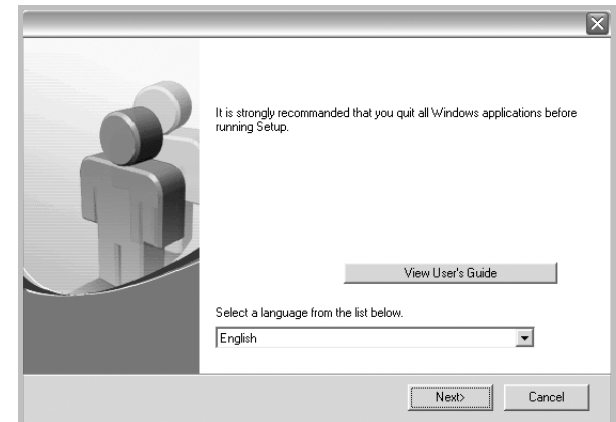 It is strongly recommanded that you quit all Windows applications before
running Setup.
View User's Guide
Select a language from the list below.
English
Next>
Cancel